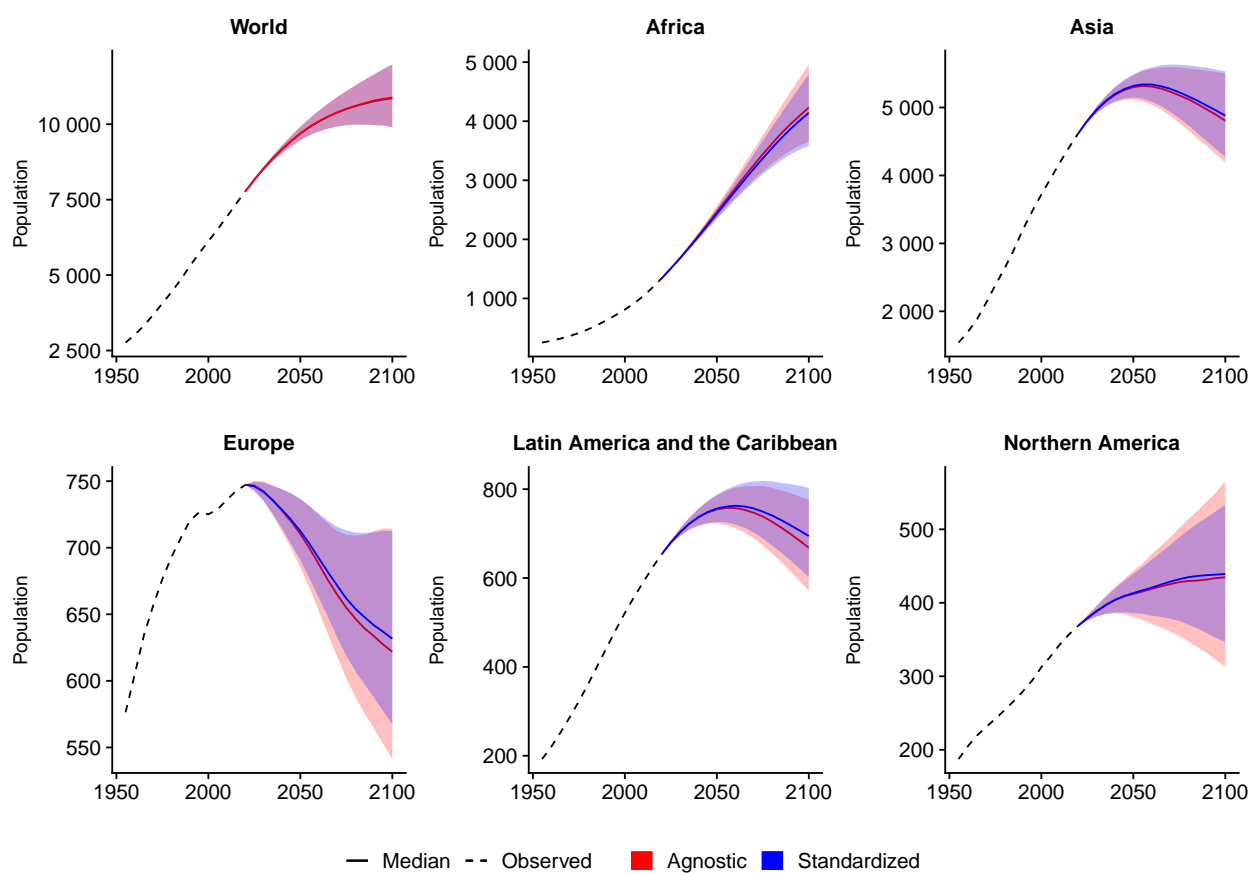 World
Africa
Asia
Population
10 000
7 500
5 000
2 500
1950 2000 2050 2100
Population
5 000
4 000
3 000
2 000
1 000
1950 2000 2050 2100
Population
5 000
4 000
3 000
2 000
1950 2000 2050 2100
Europe
Latin America and the Caribbean
Northern America
Population
750
700
650
600
550
1950 2000 2050 2100
Population
800
600
400
200
1950 2000 2050 2100
Population
500
400
300
200
1950 2000 2050 2100
Median Observed Agnostic Standardized